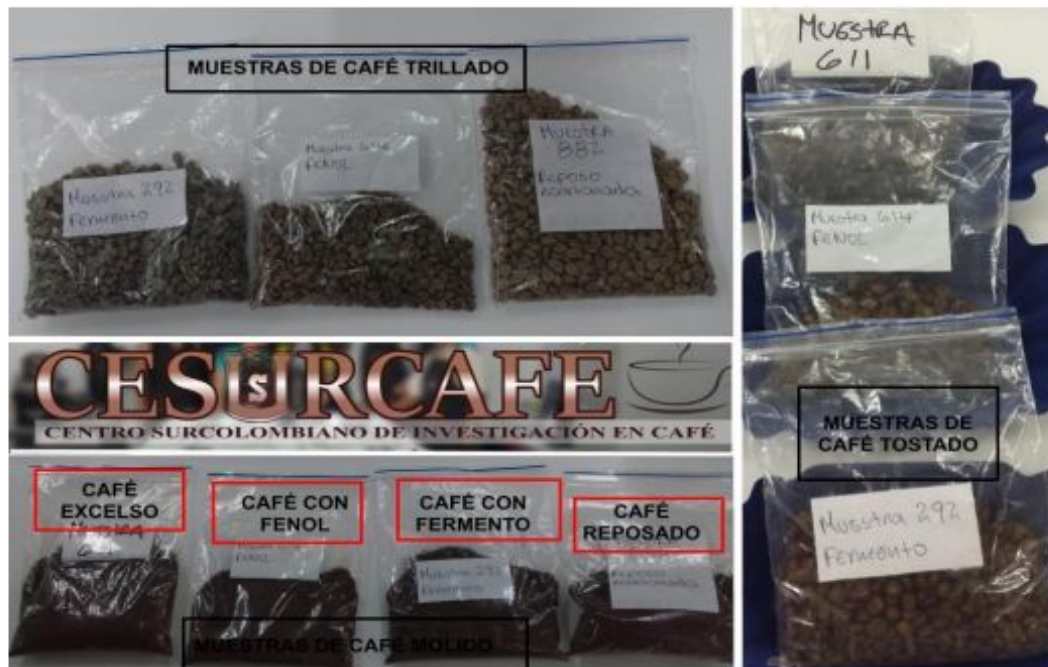 MUESTRAS DE CAFÉ TRILLADO
Muestra 292
Fermento
Muestra 614
FENOL
MUESTRA
882
Reposo
MUESTRA
611
Muestra 614
FENOL
MUESTRAS DE
CAFÉ TOSTADO
Muestra 292
Fermento
CESURCAFE
CENTRO SURCOLOMBIANO DE INVESTIGACIÓN EN CAFÉ
CAFÉ
EXCELSO
CAFÉ CON
FENOL
FENOL
CAFÉ CON
FERMENTO
Muestra 292
Fermento
CAFÉ
REPOSADO
MUESTRAS DE CAFÉ MOLIDO